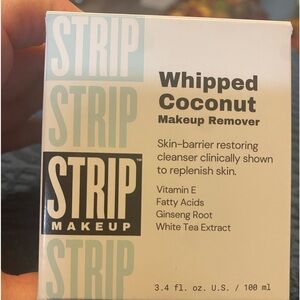 STRIP
STRIP
STRIP™
MAKEUP
STRIP
Whipped
Coconut
Makeup Remover
Skin-barrier restoring
cleanser clinically shown
to replenish skin.
Vitamin E
Fatty Acids
Ginseng Root
White Tea Extract
3.4 fl. oz. U.S. / 100 ml